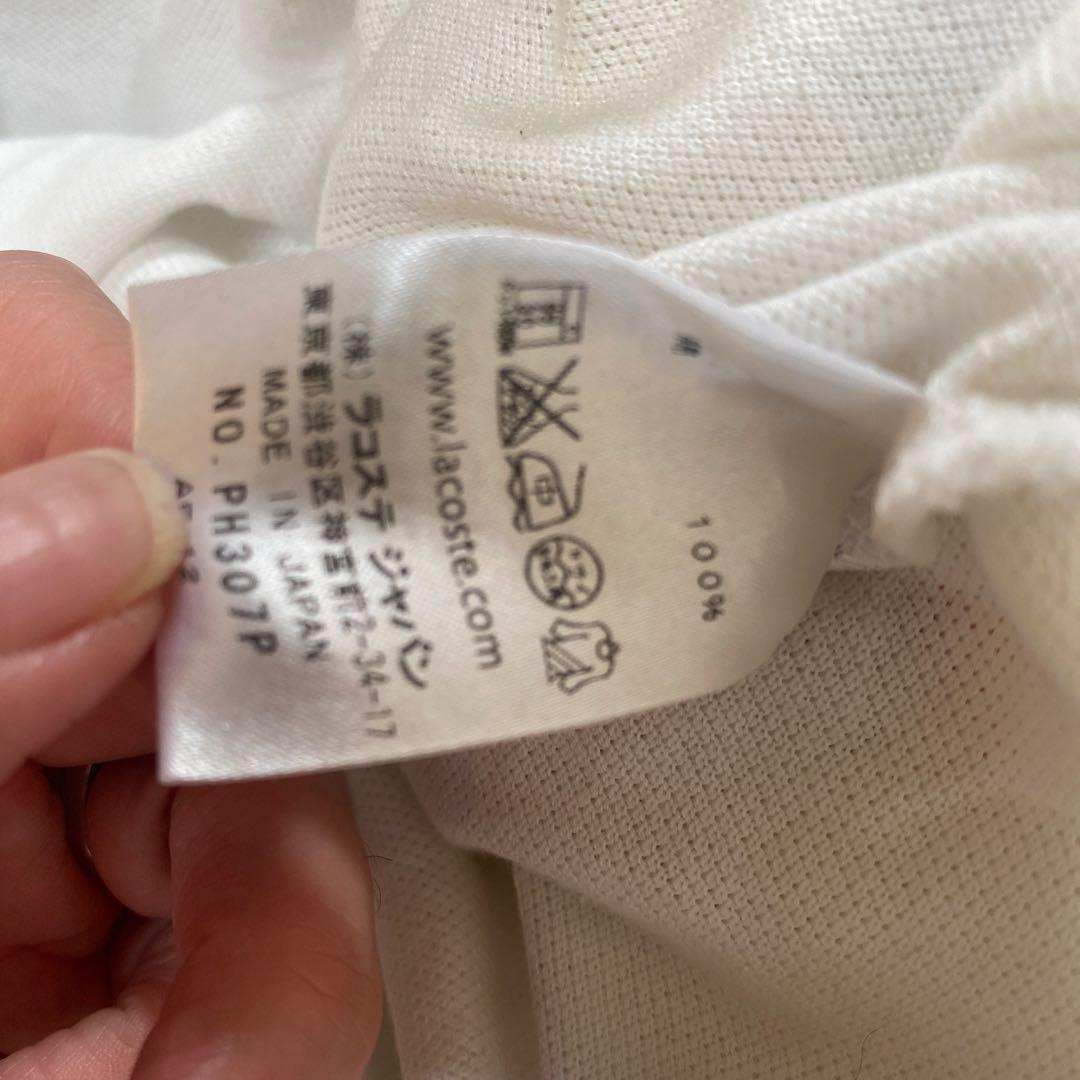 綿 100%
www.lacoste.com
(株) ラコステ ジャパン
東京都渋谷区神宮前2-34-17
MADE IN JAPAN
NO. PH307P